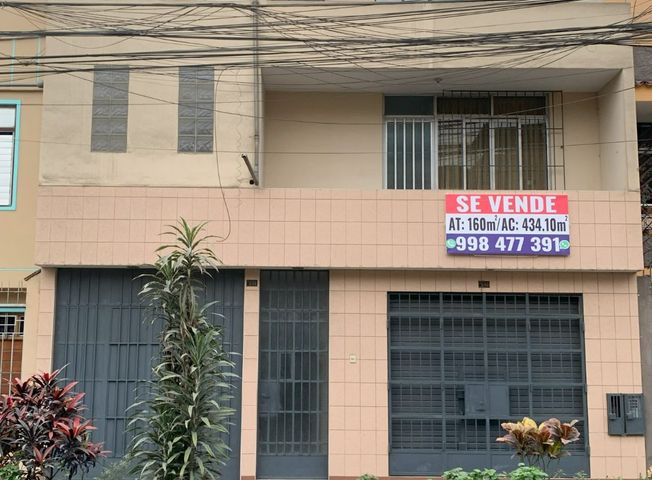 SE VENDE
AT: 160m²/AC: 434.10m²
998 477 391